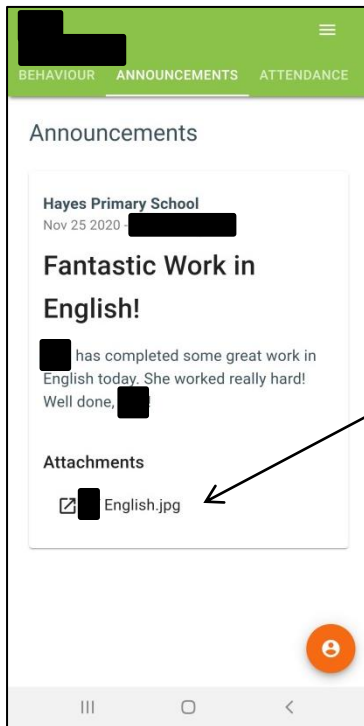 BEHAVIOUR ANNOUNCEMENTS ATTENDANCE
Announcements
Hayes Primary School
Nov 25 2020 -
Fantastic Work in
English!
has completed some great work in
English today. She worked really hard!
Well done, !
Attachments
English.jpg